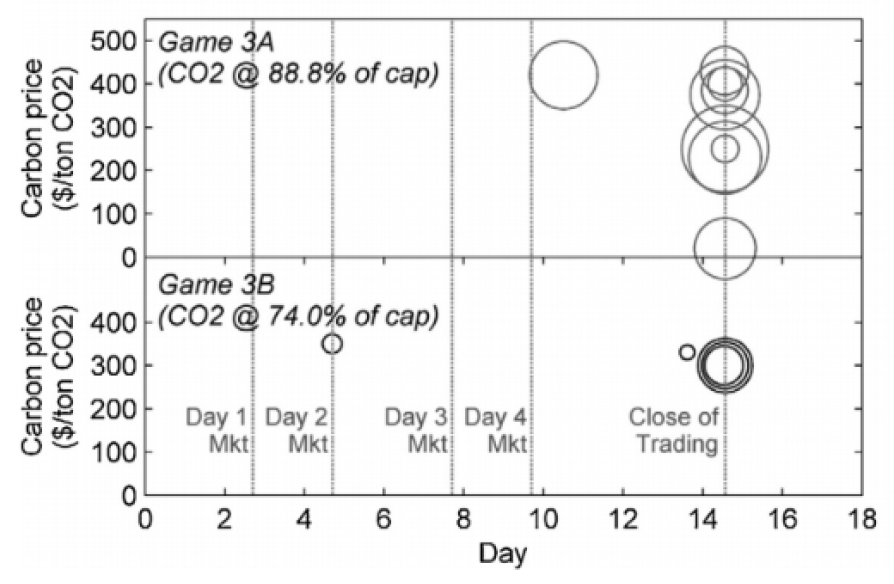 Game 3A
(CO2 @ 88.8% of cap)
Carbon price
($/ton CO2)
500
400
300
200
100
0
Game 3B
(CO2 @ 74.0% of cap)
Carbon price
($/ton CO2)
400
300
200
100
0
Day 1
Mkt
Day 2
Mkt
Day 3
Mkt
Day 4
Mkt
Close of
Trading
0 2 4 6 8 10 12 14 16 18
Day